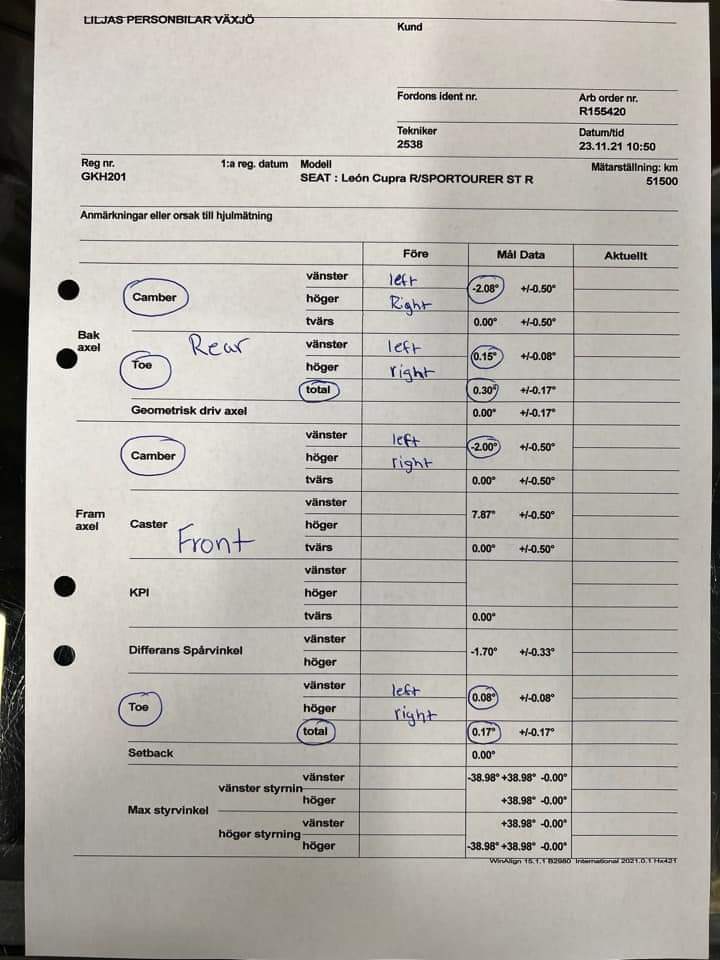 LILJAS PERSONBILAR VÄXJÖ
Kund
Fordons ident nr.
Arb order nr.
R155420
Tekniker
2538
Datum/tid
23.11.21 10:50
Reg nr.
GKH201
1:a reg. datum
Modell
SEAT : León Cupra R/SPORTOURER ST R
Mätarställning: km
51500
Anmärkningar eller orsak till hjulmätning
Före Mål Data Aktuellt
Bak axel
Rear
Camber
vänster left
-2.08° +/-0.50°
höger Right
tvärs 0.00° +/-0.50°
Toe
vänster left
0.15° +/-0.08°
höger right
total 0.30° +/-0.17°
Geometrisk driv axel 0.00° +/-0.17°
Fram axel
Front
Camber
vänster left
-2.00° +/-0.50°
höger right
tvärs 0.00° +/-0.50°
Caster
vänster
7.87° +/-0.50°
höger
tvärs 0.00° +/-0.50°
KPI
vänster
höger
tvärs 0.00°
Differans Spårvinkel
vänster
-1.70° +/-0.33°
höger
Toe
vänster left
0.08° +/-0.08°
höger right
total 0.17° +/-0.17°
Setback 0.00°
Max styrvinkel
vänster styrnin
vänster -38.98° +38.98° -0.00°
höger +38.98° -0.00°
höger styrning
vänster +38.98° -0.00°
höger -38.98° +38.98° -0.00°
WinAlign 15.1.1 B2980 International 2021.0.1 Hx421